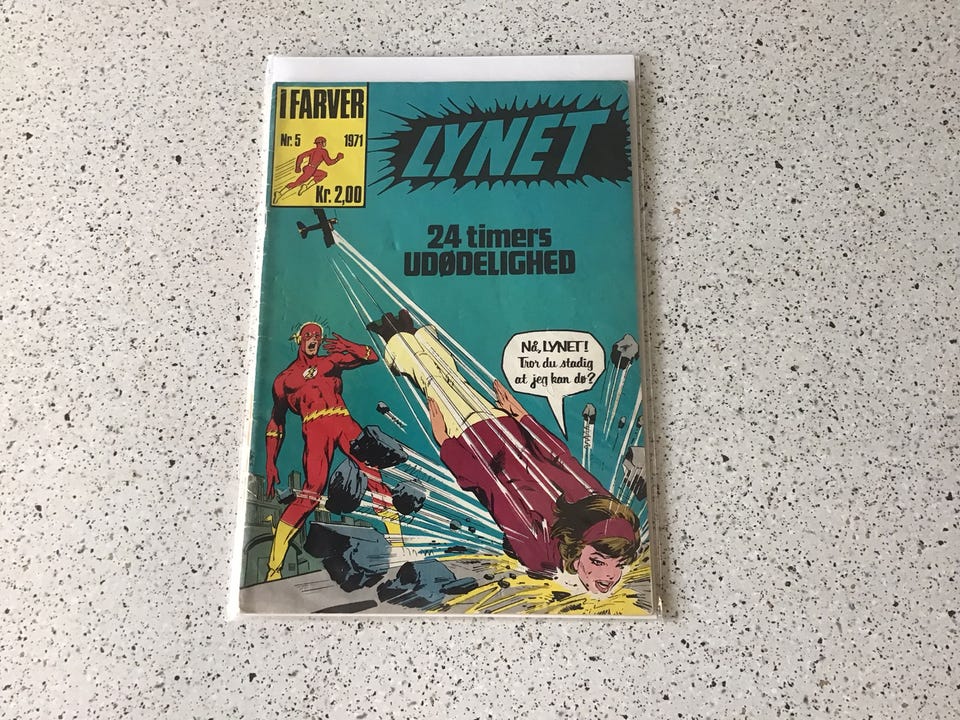 i FARVER
Nr. 5 1971
Kr. 2,00
LYNET
24 timers
UDØDELIGHED
Nå, LYNET!
Tror du stadig
at jeg kan dø?